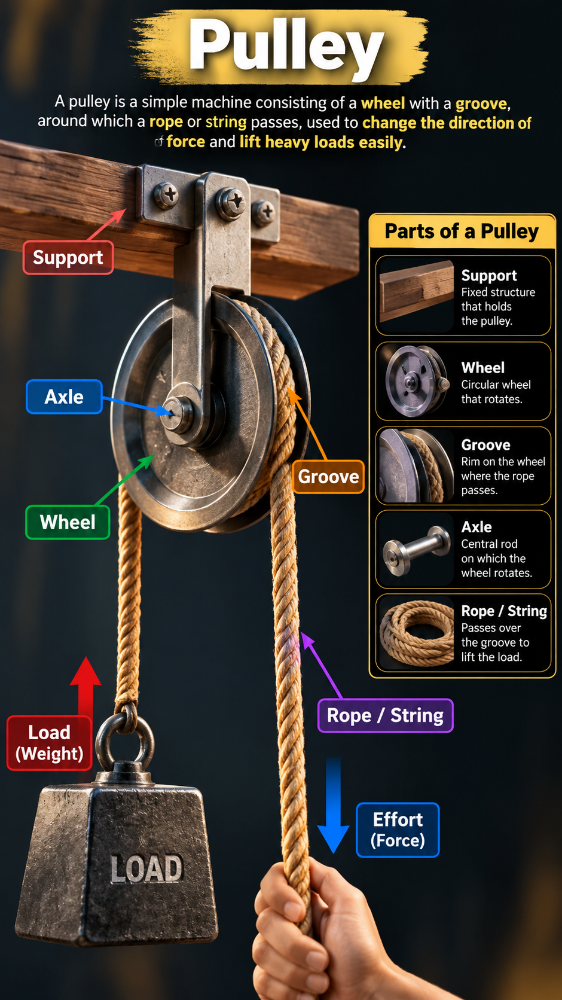 Pulley
A pulley is a simple machine consisting of a wheel with a groove,
around which a rope or string passes, used to change the direction of
of force and lift heavy loads easily.
Support
Axle
Wheel
Groove
Rope / String
Load
(Weight)
LOAD
Effort
(Force)
Parts of a Pulley
Support
Fixed structure
that holds
the pulley.
Wheel
Circular wheel
that rotates.
Groove
Rim on the wheel
where the rope
passes.
Axle
Central rod
on which the
wheel rotates.
Rope / String
Passes over
the groove to
lift the load.